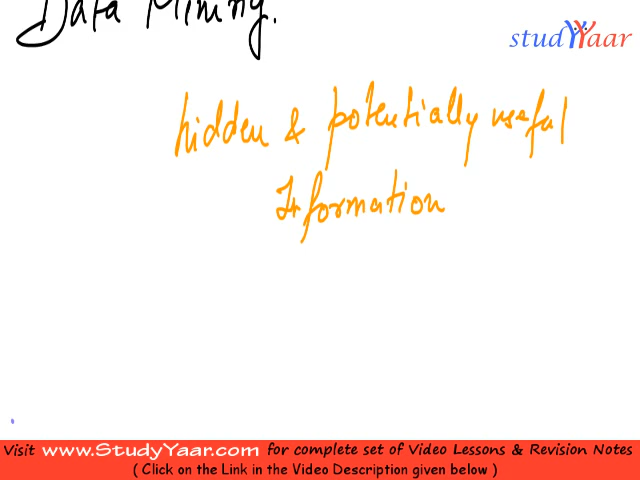 Data Mining.
studYYaar
hidden & potentially useful
Information
Visit www.StudyYaar.com for complete set of Video Lessons & Revision Notes
( Click on the Link in the Video Description given below )